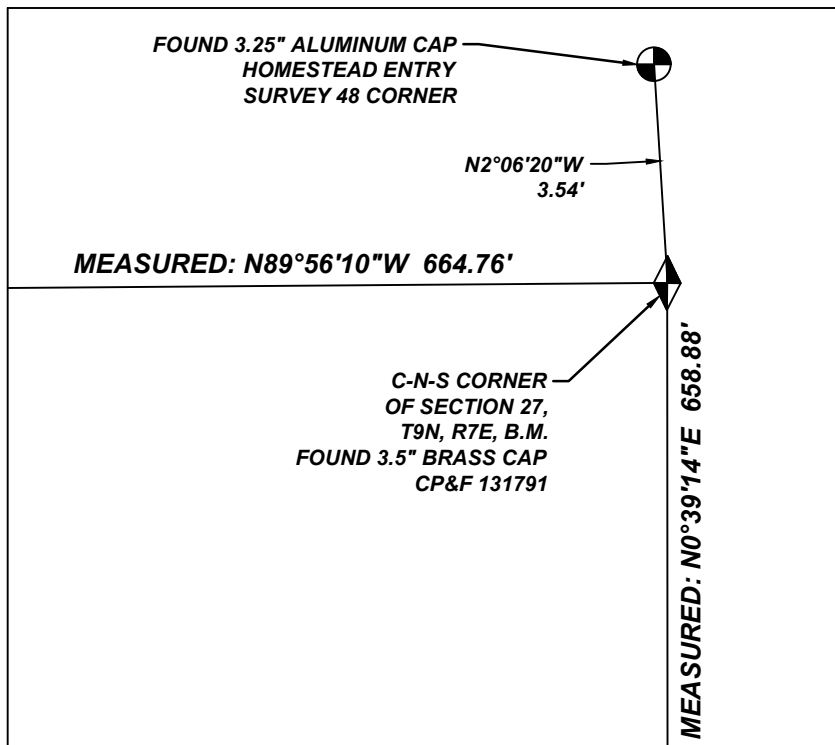 FOUND 3.25" ALUMINUM CAP
HOMESTEAD ENTRY
SURVEY 48 CORNER
N2°06'20"W
3.54'
MEASURED: N89°56'10"W 664.76'
C-N-S CORNER
OF SECTION 27,
T9N, R7E, B.M.
FOUND 3.5" BRASS CAP
CP&F 131791
MEASURED: N0°39'14"E 658.88'